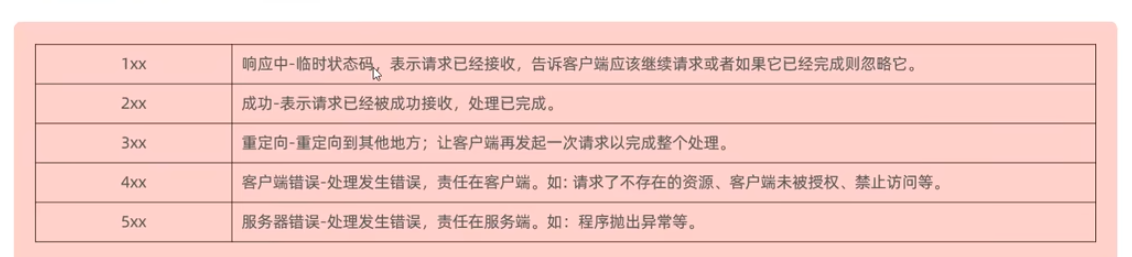 1xx 响应中-临时状态码，表示请求已经接收，告诉客户端应该继续请求或者如果它已经完成则忽略它。
2xx 成功-表示请求已经被成功接收，处理已完成。
3xx 重定向-重定向到其他地方；让客户端再发起一次请求以完成整个处理。
4xx 客户端错误-处理发生错误，责任在客户端。如：请求了不存在的资源、客户端未被授权、禁止访问等。
5xx 服务器错误-处理发生错误，责任在服务端。如：程序抛出异常等。